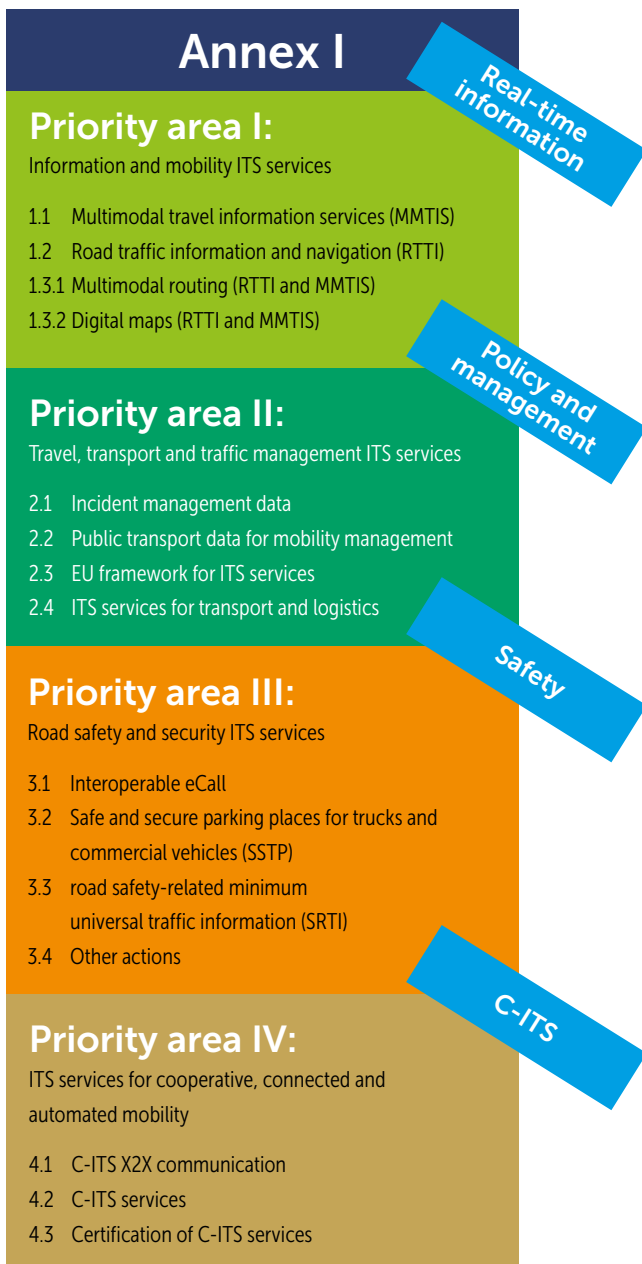 Annex I
Real-time
information
Priority area I:
Information and mobility ITS services
1.1 Multimodal travel information services (MMTIS)
1.2 Road traffic information and navigation (RTTI)
1.3.1 Multimodal routing (RTTI and MMTIS)
1.3.2 Digital maps (RTTI and MMTIS)
Policy and
management
Priority area II:
Travel, transport and traffic management ITS services
2.1 Incident management data
2.2 Public transport data for mobility management
2.3 EU framework for ITS services
2.4 ITS services for transport and logistics
Safety
Priority area III:
Road safety and security ITS services
3.1 Interoperable eCall
3.2 Safe and secure parking places for trucks and
commercial vehicles (SSTP)
3.3 road safety-related minimum
universal traffic information (SRTI)
3.4 Other actions
C-ITS
Priority area IV:
ITS services for cooperative, connected and
automated mobility
4.1 C-ITS X2X communication
4.2 C-ITS services
4.3 Certification of C-ITS services